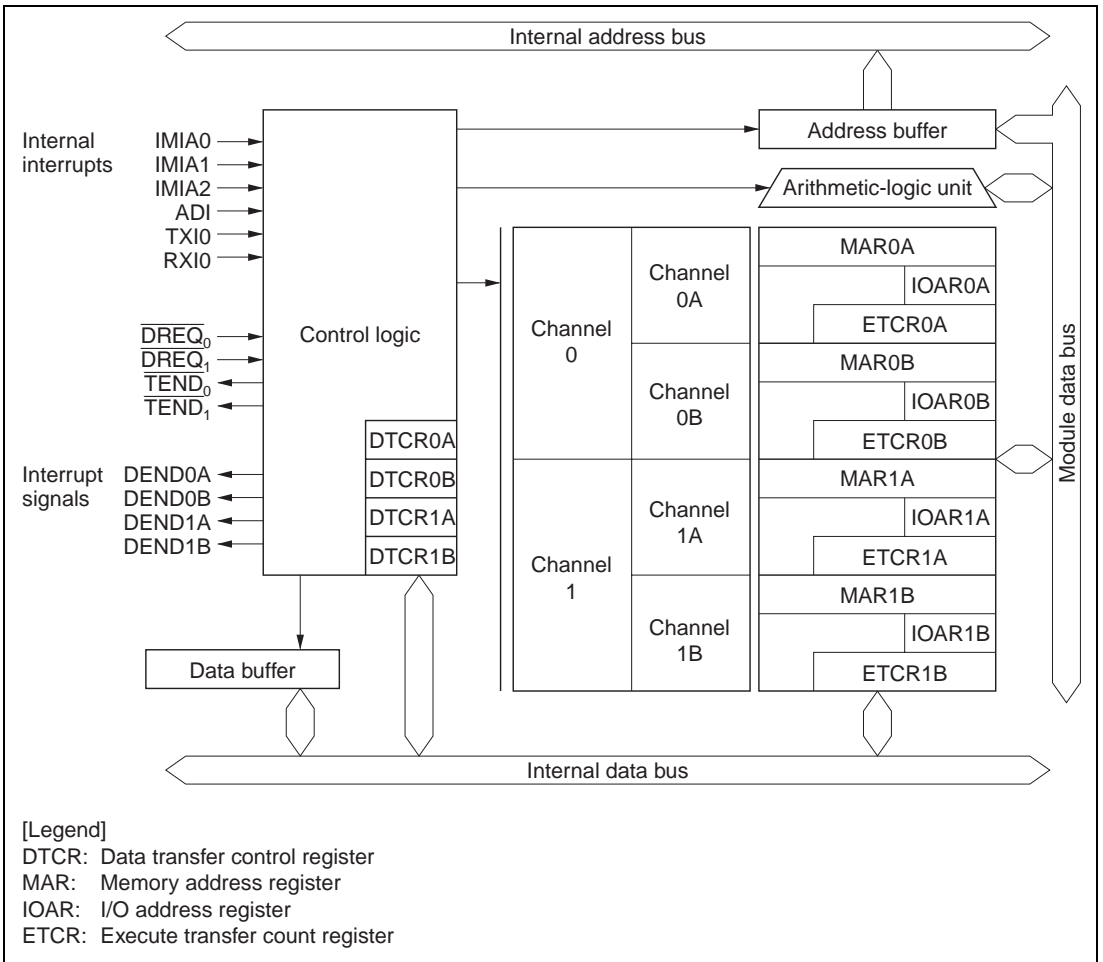 Internal address bus
Internal interrupts
IMIA0
IMIA1
IMIA2
ADI
TXI0
RXI0
DREQ0
DREQ1
TEND0
TEND1
Interrupt signals
DEND0A
DEND0B
DEND1A
DEND1B
Control logic
DTCR0A
DTCR0B
DTCR1A
DTCR1B
Data buffer
Address buffer
Arithmetic-logic unit
Channel 0
Channel 0A
Channel 0B
Channel 1
Channel 1A
Channel 1B
MAR0A
IOAR0A
ETCR0A
MAR0B
IOAR0B
ETCR0B
MAR1A
IOAR1A
ETCR1A
MAR1B
IOAR1B
ETCR1B
Module data bus
Internal data bus
[Legend]
DTCR: Data transfer control register
MAR: Memory address register
IOAR: I/O address register
ETCR: Execute transfer count register